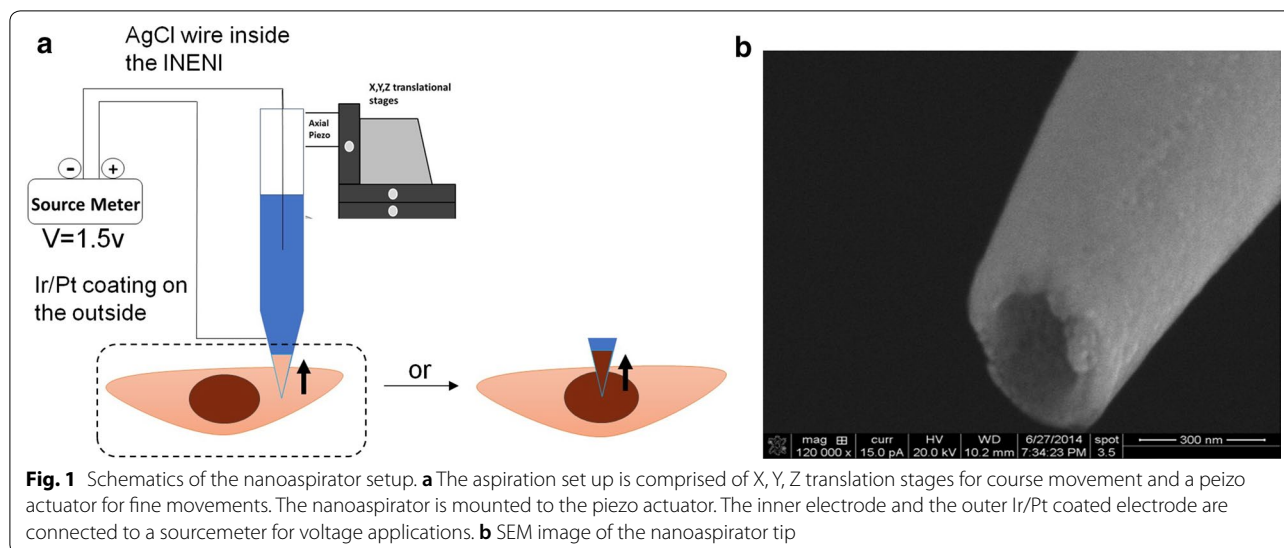 a
AgCl wire inside
the INENI
X,Y,Z translational
stages
Axial
Piezo
- +
Source Meter
V=1.5v
Ir/Pt coating on
the outside
or
b
mag curr HV WD 6/27/2014 spot
120 000 x 15.0 pA 20.0 kV 10.2 mm 7:34:23 PM 3.5 300 nm
Fig. 1 Schematics of the nanoaspirator setup. a The aspiration set up is comprised of X, Y, Z translation stages for course movement and a peizo
actuator for fine movements. The nanoaspirator is mounted to the piezo actuator. The inner electrode and the outer Ir/Pt coated electrode are
connected to a sourcemeter for voltage applications. b SEM image of the nanoaspirator tip